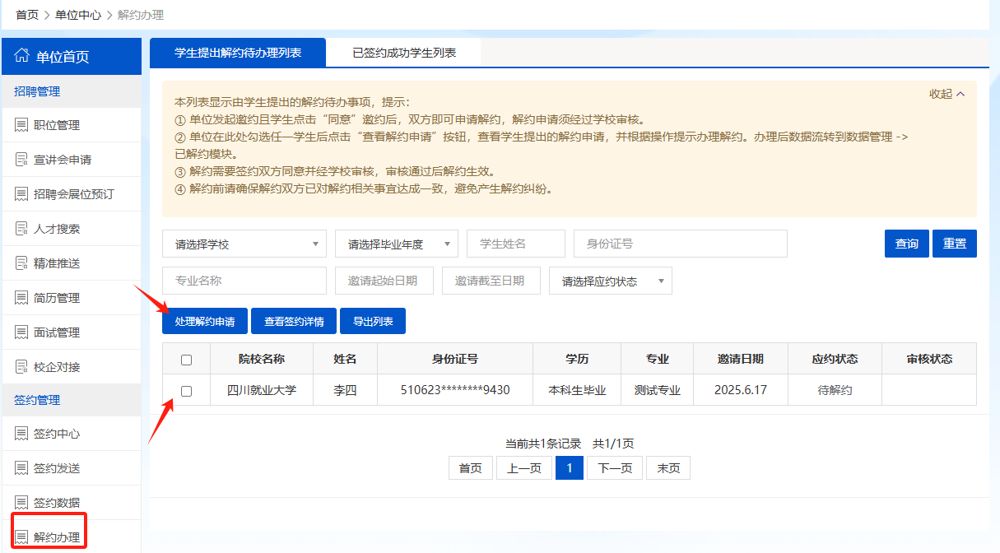 首页 > 单位中心 > 解约办理
单位首页
招聘管理
职位管理
宣讲会申请
招聘会展位预订
人才搜索
精准推送
简历管理
面试管理
校企对接
签约管理
签约中心
签约发送
签约数据
解约办理
学生提出解约待办理列表 已签约成功学生列表
收起
本列表显示由学生提出的解约待办事项，提示：
① 单位发起邀约且学生点击“同意”邀约后，双方即可申请解约，解约申请须经过学校审核。
② 单位在此处勾选任一学生后点击“查看解约申请”按钮，查看学生提出的解约申请，并根据操作提示办理解约。办理后数据流转到数据管理 ->
已解约模块。
③ 解约需要签约双方同意并经学校审核，审核通过后解约生效。
④ 解约前请确保解约双方已对解约相关事宜达成一致，避免产生解约纠纷。
请选择学校 请选择毕业年度 学生姓名 身份证号 查询 重置
专业名称 邀请起始日期 邀请截至日期 请选择应约状态
处理解约申请 查看签约详情 导出列表
院校名称 姓名 身份证号 学历 专业 邀请日期 应约状态 审核状态
四川就业大学 李四 510623********9430 本科生毕业 测试专业 2025.6.17 待解约
当前共1条记录 共1/1页
首页 上一页 1 下一页 末页